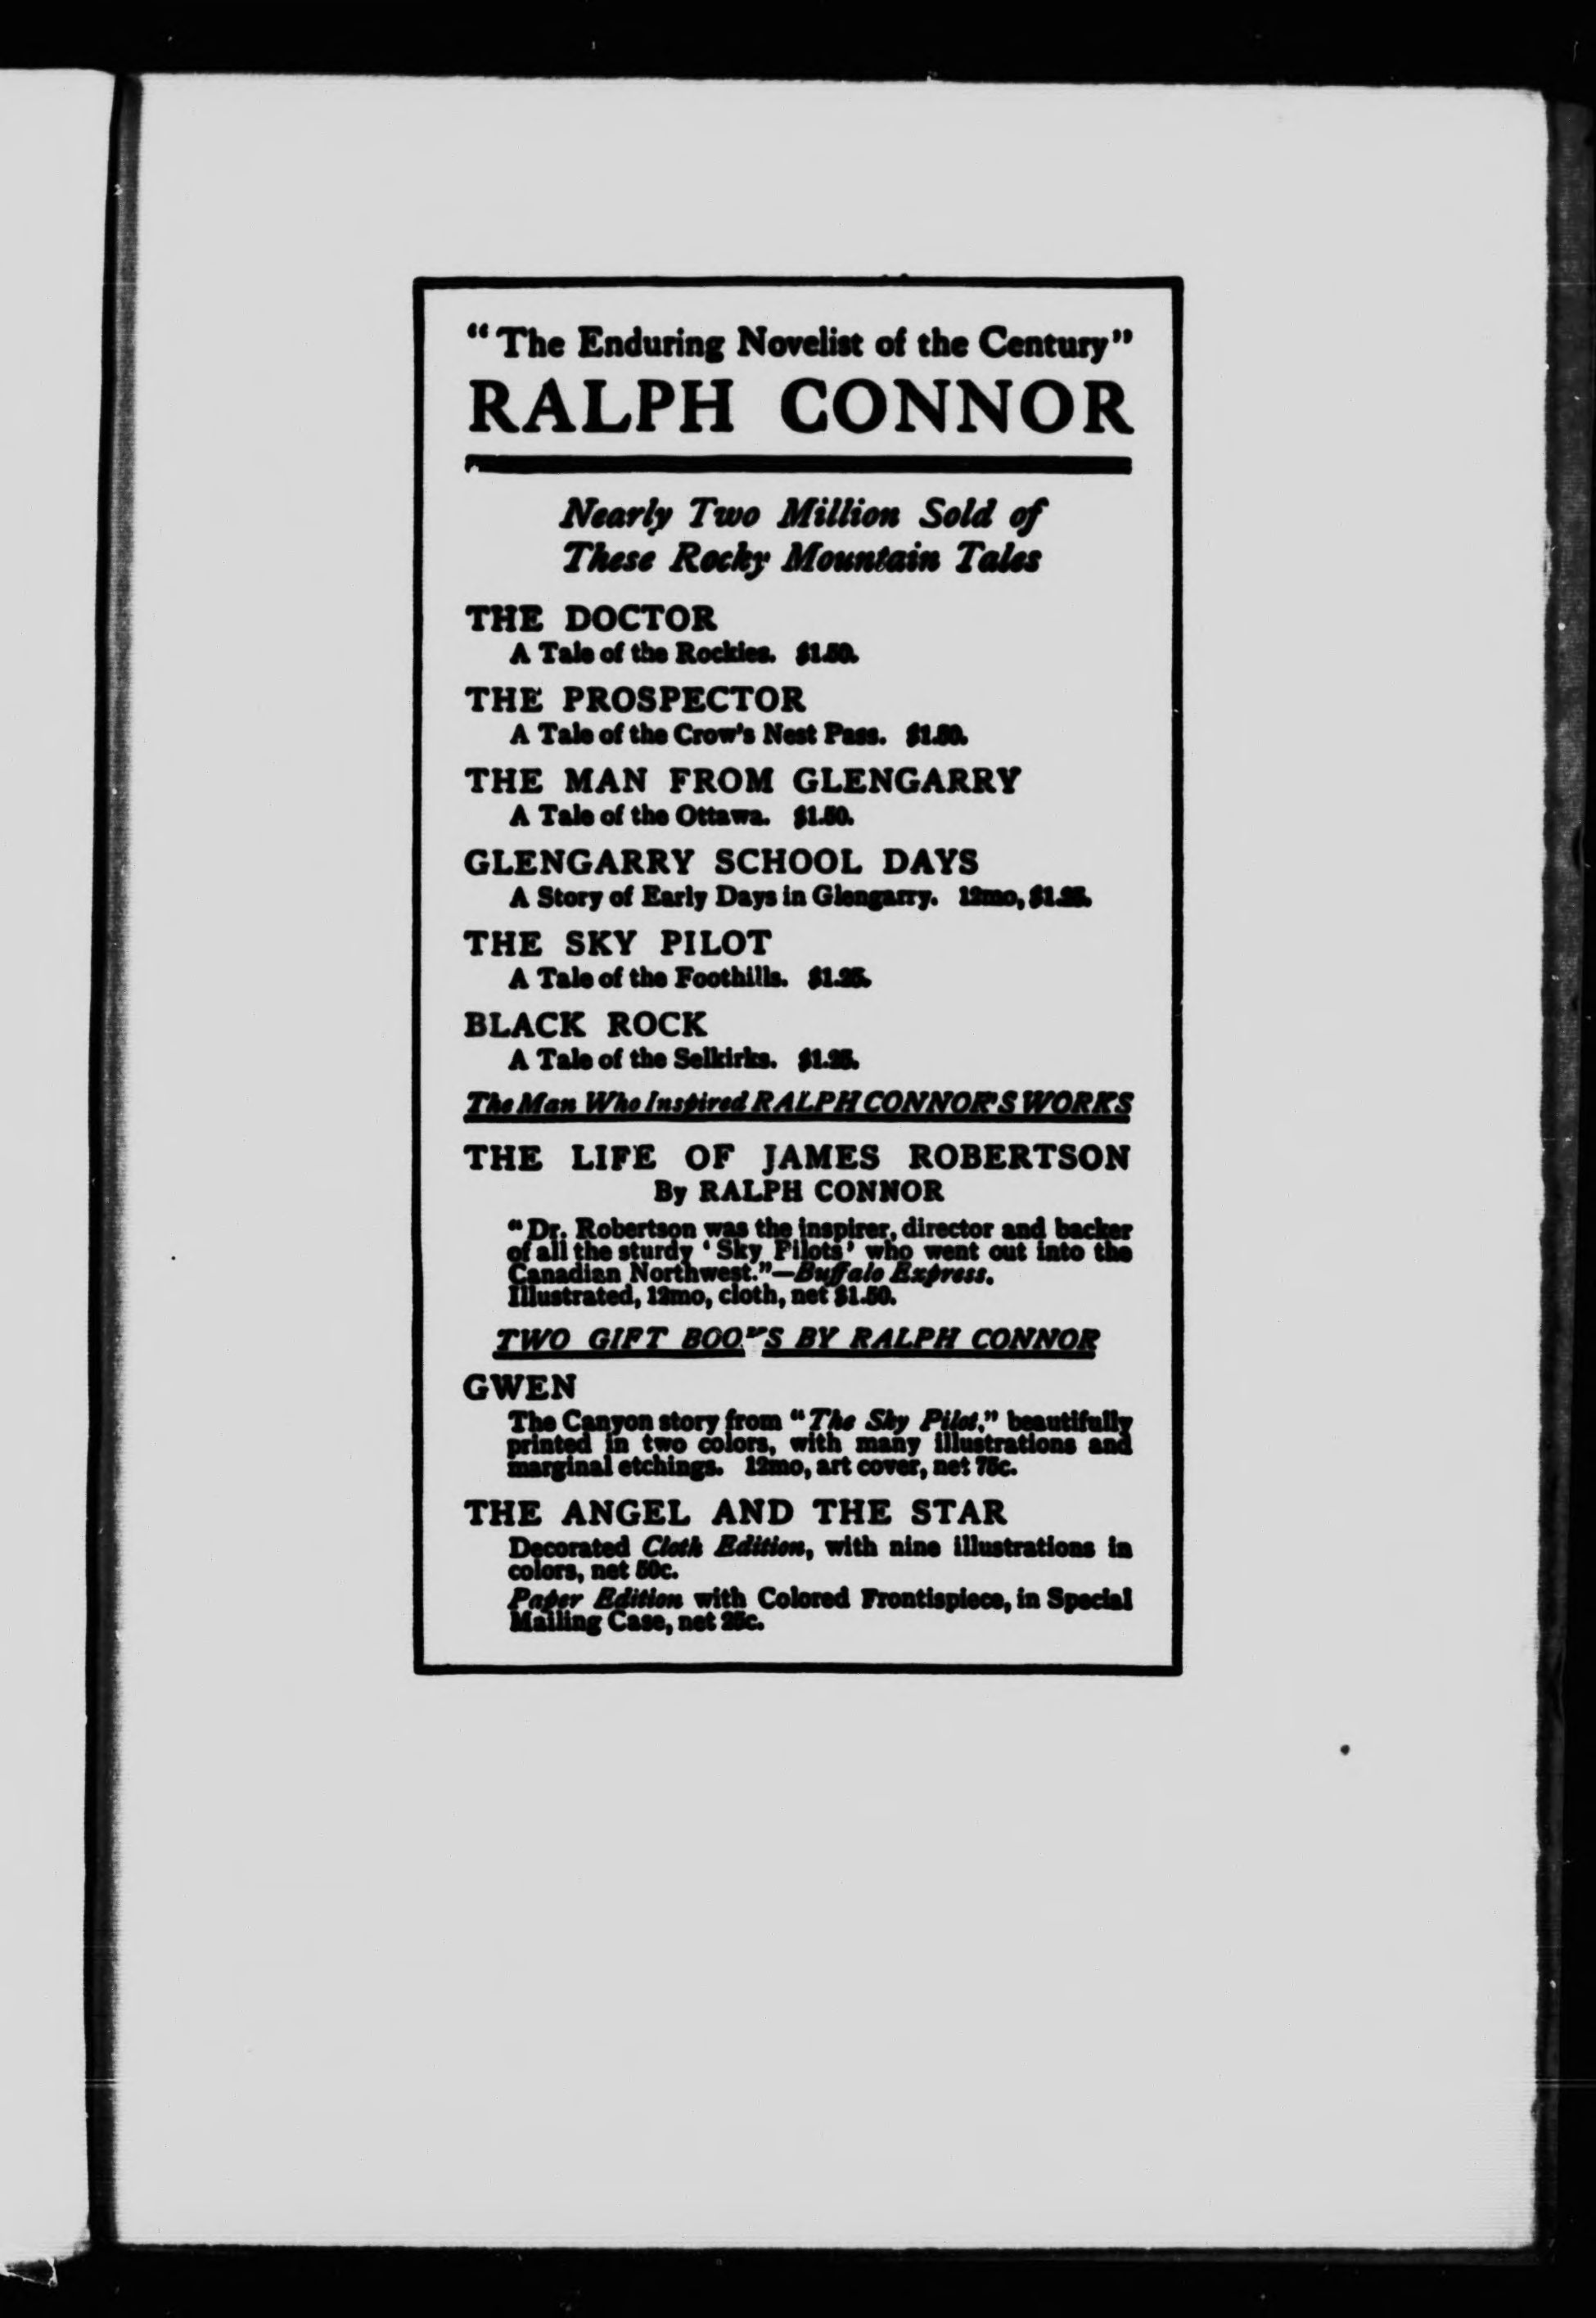 "The Enduring Novelist of the Century"
RALPH CONNOR
Nearly Two Million Sold of
These Rocky Mountain Tales
THE DOCTOR
A Tale of the Rockies. $1.50.
THE PROSPECTOR
A Tale of the Crow's Nest Pass. $1.50.
THE MAN FROM GLENGARRY
A Tale of the Ottawa. $1.50.
GLENGARRY SCHOOL DAYS
A Story of Early Days in Glengarry. 12mo, $1.25.
THE SKY PILOT
A Tale of the Foothills. $1.25.
BLACK ROCK
A Tale of the Selkirks. $1.25.
The Man Who Inspired RALPH CONNOR'S WORKS
THE LIFE OF JAMES ROBERTSON
By RALPH CONNOR
"Dr. Robertson was the inspirer, director and backer
of all the sturdy 'Sky Pilots' who went out into the
Canadian Northwest."—Buffalo Express.
Illustrated, 12mo, cloth, net $1.50.
TWO GIFT BOOKS BY RALPH CONNOR
GWEN
The Canyon story from "The Sky Pilot," beautifully
printed in two colors, with many illustrations and
marginal etchings. 12mo, art cover, net 75c.
THE ANGEL AND THE STAR
Decorated Cloth Edition, with nine illustrations in
colors, net 50c.
Paper Edition with Colored Frontispiece, in Special
Mailing Case, net 25c.